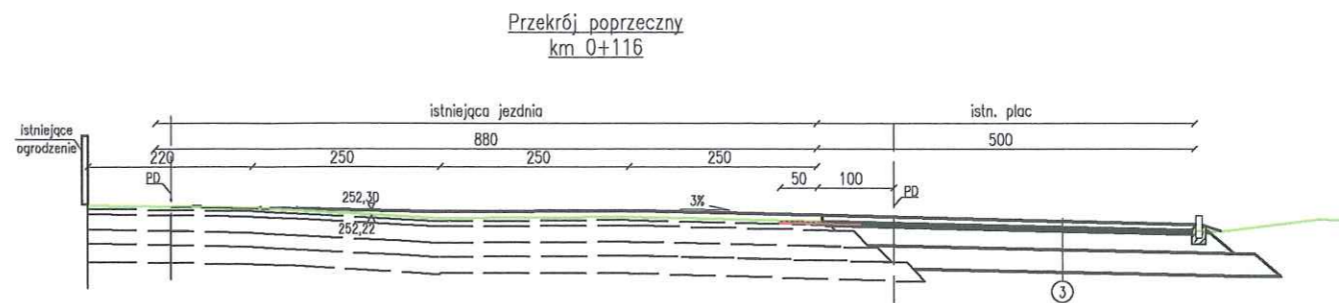 Przekrój poprzeczny
km 0+116
istniejąca jezdnia
istn. plac
istniejące
ogrodzenie
880
500
220
250
250
250
50
100
PD
PD
252,30
3%
252,22
3